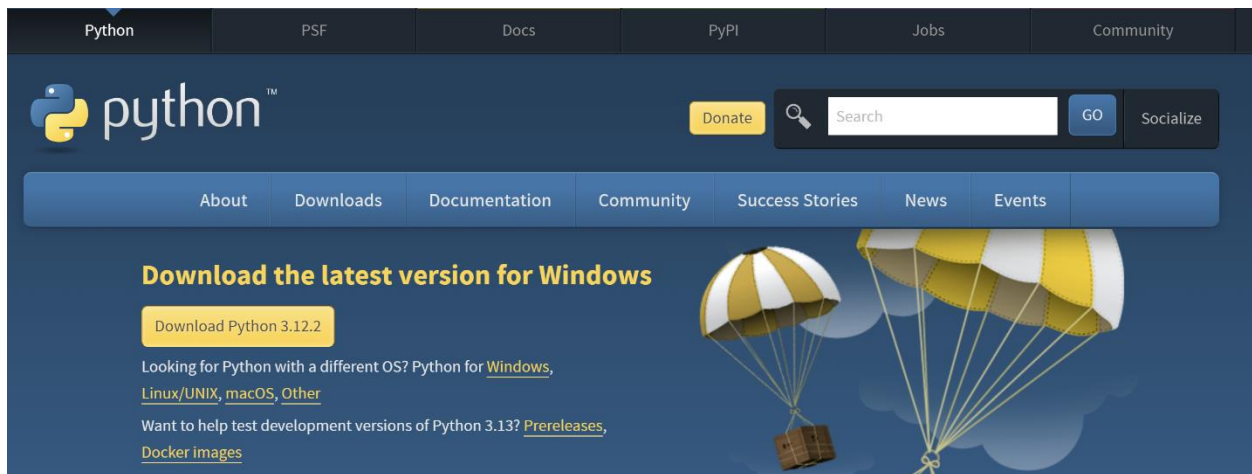 Python PSF Docs PyPI Jobs Community
python™
Donate Search GO Socialize
About Downloads Documentation Community Success Stories News Events
Download the latest version for Windows
Download Python 3.12.2
Looking for Python with a different OS? Python for Windows,
Linux/UNIX, macOS, Other
Want to help test development versions of Python 3.13? Prereleases,
Docker images